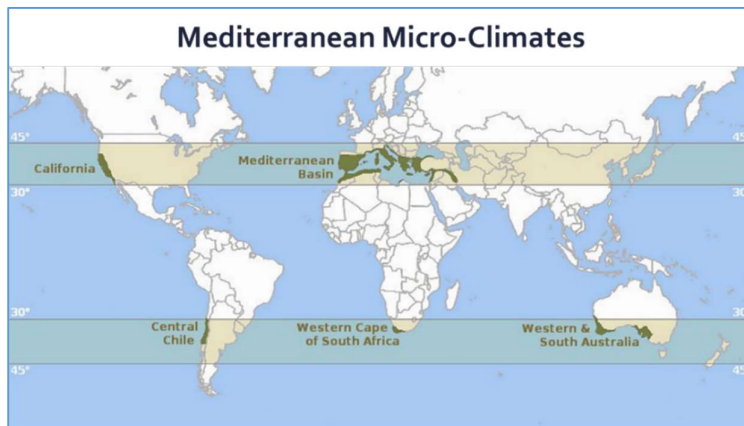 Mediterranean Micro-Climates
45°
45°
California
Mediterranean
Basin
30°
30°
30°
30°
Central
Chile
Western Cape
of South Africa
Western &
South Australia
45°
45°